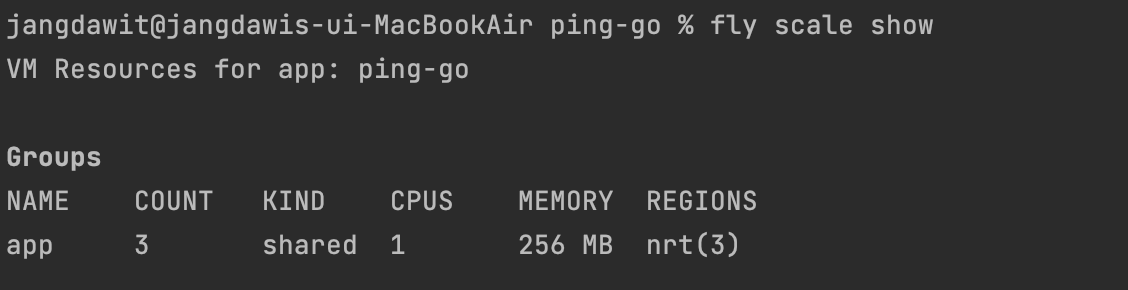 jangdawit@jangdawis-ui-MacBookAir ping-go % fly scale show
VM Resources for app: ping-go
Groups
NAME COUNT KIND CPUS MEMORY REGIONS
app 3 shared 1 256 MB nrt(3)